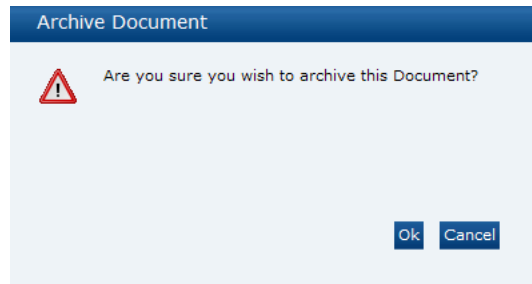 Archive Document
Are you sure you wish to archive this Document?
Ok Cancel